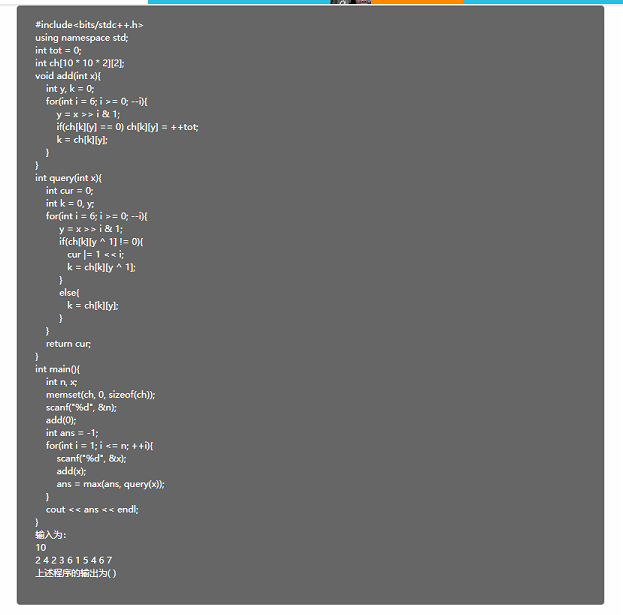 #include<bits/stdc++.h>
using namespace std;
int tot = 0;
int ch[10 * 10 * 2][2];
void add(int x){
    int y, k = 0;
    for(int i = 6; i >= 0; --i){
        y = x >> i & 1;
        if(ch[k][y] == 0) ch[k][y] = ++tot;
        k = ch[k][y];
    }
}
int query(int x){
    int cur = 0;
    int k = 0, y;
    for(int i = 6; i >= 0; --i){
        y = x >> i & 1;
        if(ch[k][y ^ 1] != 0){
            cur |= 1 << i;
            k = ch[k][y ^ 1];
        }
        else{
            k = ch[k][y];
        }
    }
    return cur;
}
int main(){
    int n, x;
    memset(ch, 0, sizeof(ch));
    scanf("%d", &n);
    add(0);
    int ans = -1;
    for(int i = 1; i <= n; ++i){
        scanf("%d", &x);
        add(x);
        ans = max(ans, query(x));
    }
    cout << ans << endl;
}
输入为:
10
2 4 2 3 6 1 5 4 6 7
上述程序的输出为( )